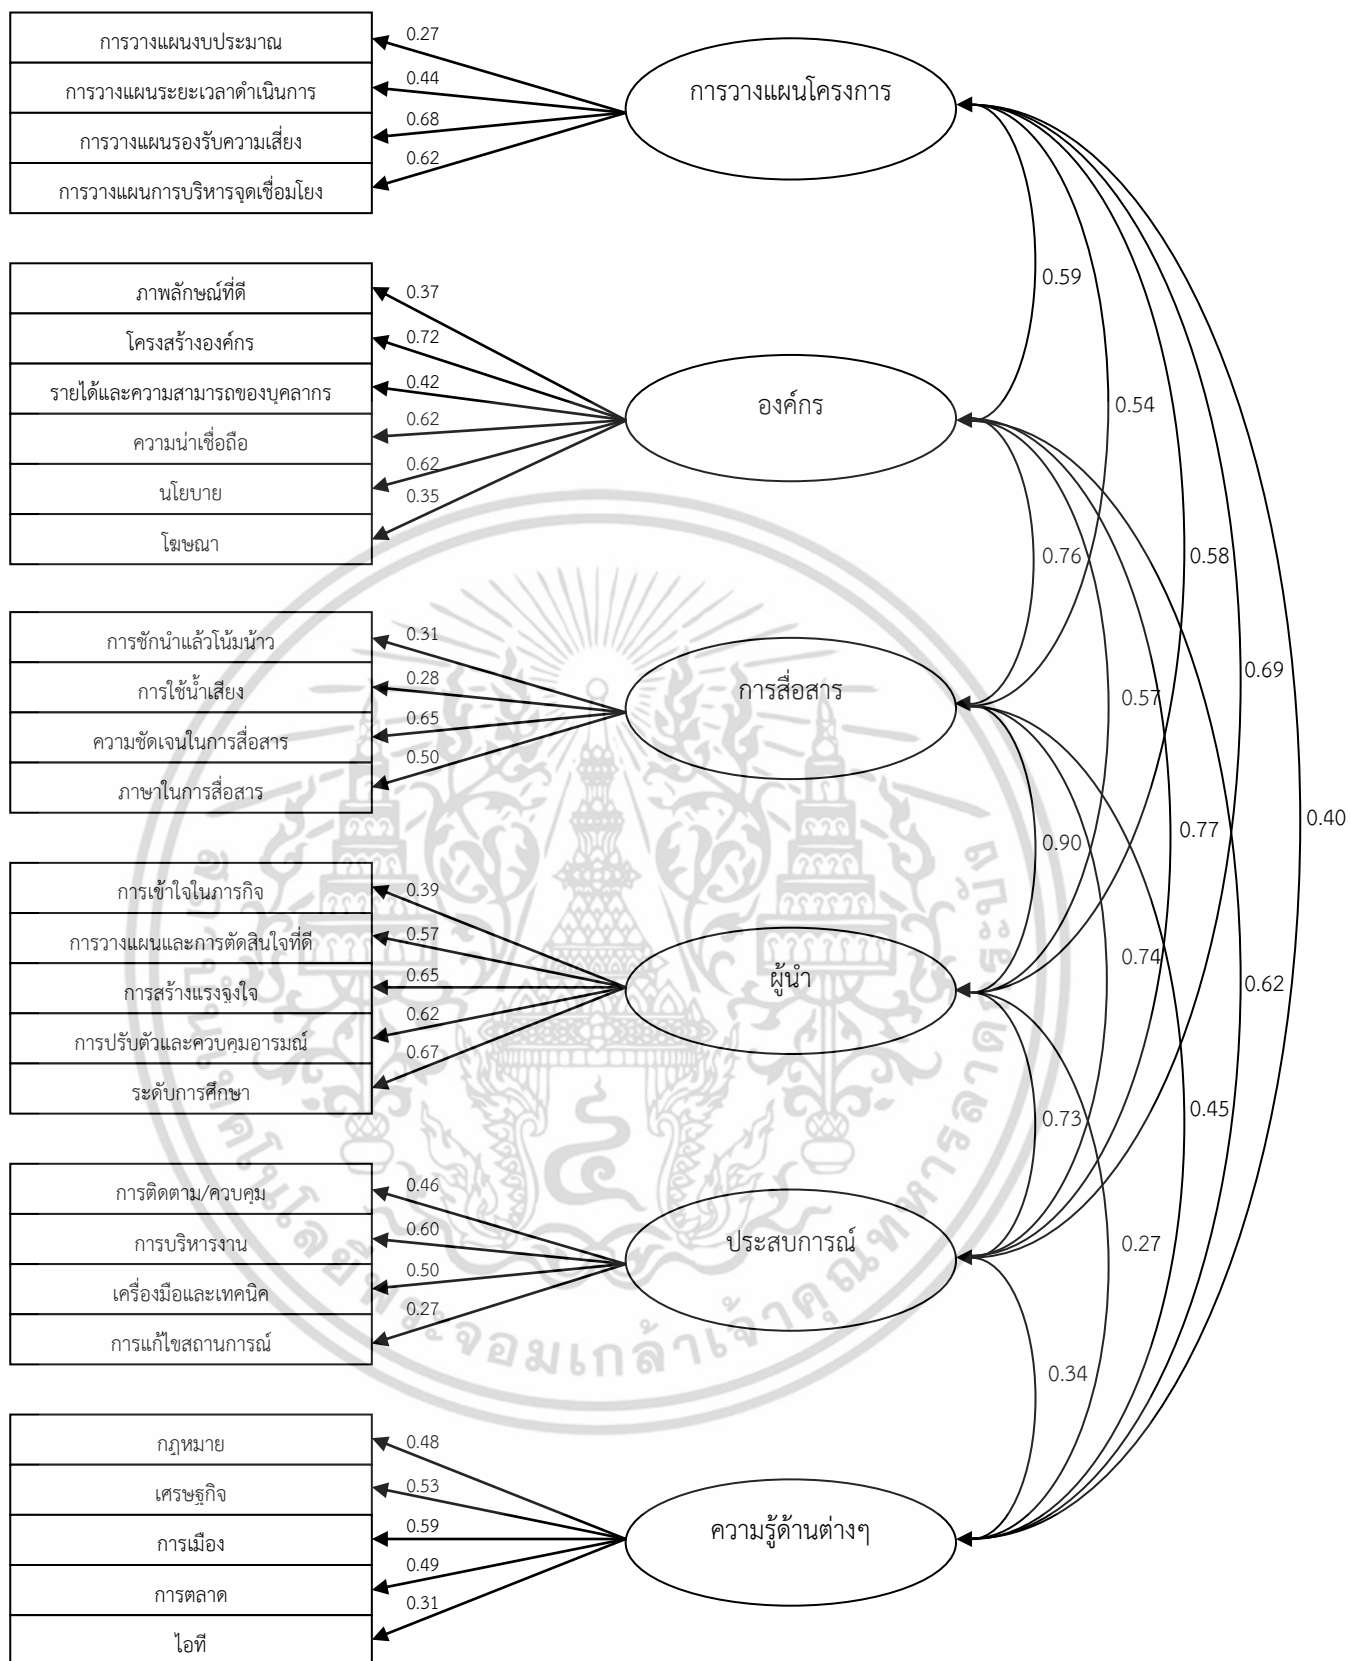 การวางแผนงบประมาณ
0.27
การวางแผนระยะเวลาดำเนินการ
0.44
การวางแผนรองรับความเสี่ยง
0.68
การวางแผนการบริหารจุดเชื่อมโยง
0.62
การวางแผนโครงการ
ภาพลักษณ์ที่ดี
0.37
โครงสร้างองค์กร
0.72
รายได้และความสามารถของบุคลากร
0.42
ความน่าเชื่อถือ
0.62
นโยบาย
0.62
โฆษณา
0.35
องค์กร
การชักนำแล้วโน้มน้าว
0.31
การใช้น้ำเสียง
0.28
ความชัดเจนในการสื่อสาร
0.65
ภาษาในการสื่อสาร
0.50
การสื่อสาร
การเข้าใจในภารกิจ
0.39
การวางแผนและการตัดสินใจที่ดี
0.57
การสร้างแรงจูงใจ
0.65
การปรับตัวและควบคุมอารมณ์
0.62
ระดับการศึกษา
0.67
ผู้นำ
การติดตาม/ควบคุม
0.46
การบริหารงาน
0.60
เครื่องมือและเทคนิค
0.50
การแก้ไขสถานการณ์
0.27
ประสบการณ์
กฎหมาย
0.48
เศรษฐกิจ
0.53
การเมือง
0.59
การตลาด
0.49
ไอที
0.31
ความรู้ด้านต่างๆ
0.59
0.54
0.76
0.58
0.57
0.69
0.90
0.77
0.40
0.74
0.62
0.73
0.45
0.27
0.34
สถาบันเทคโนโลยีพระจอมเกล้าเจ้าคุณทหารลาดกระบัง